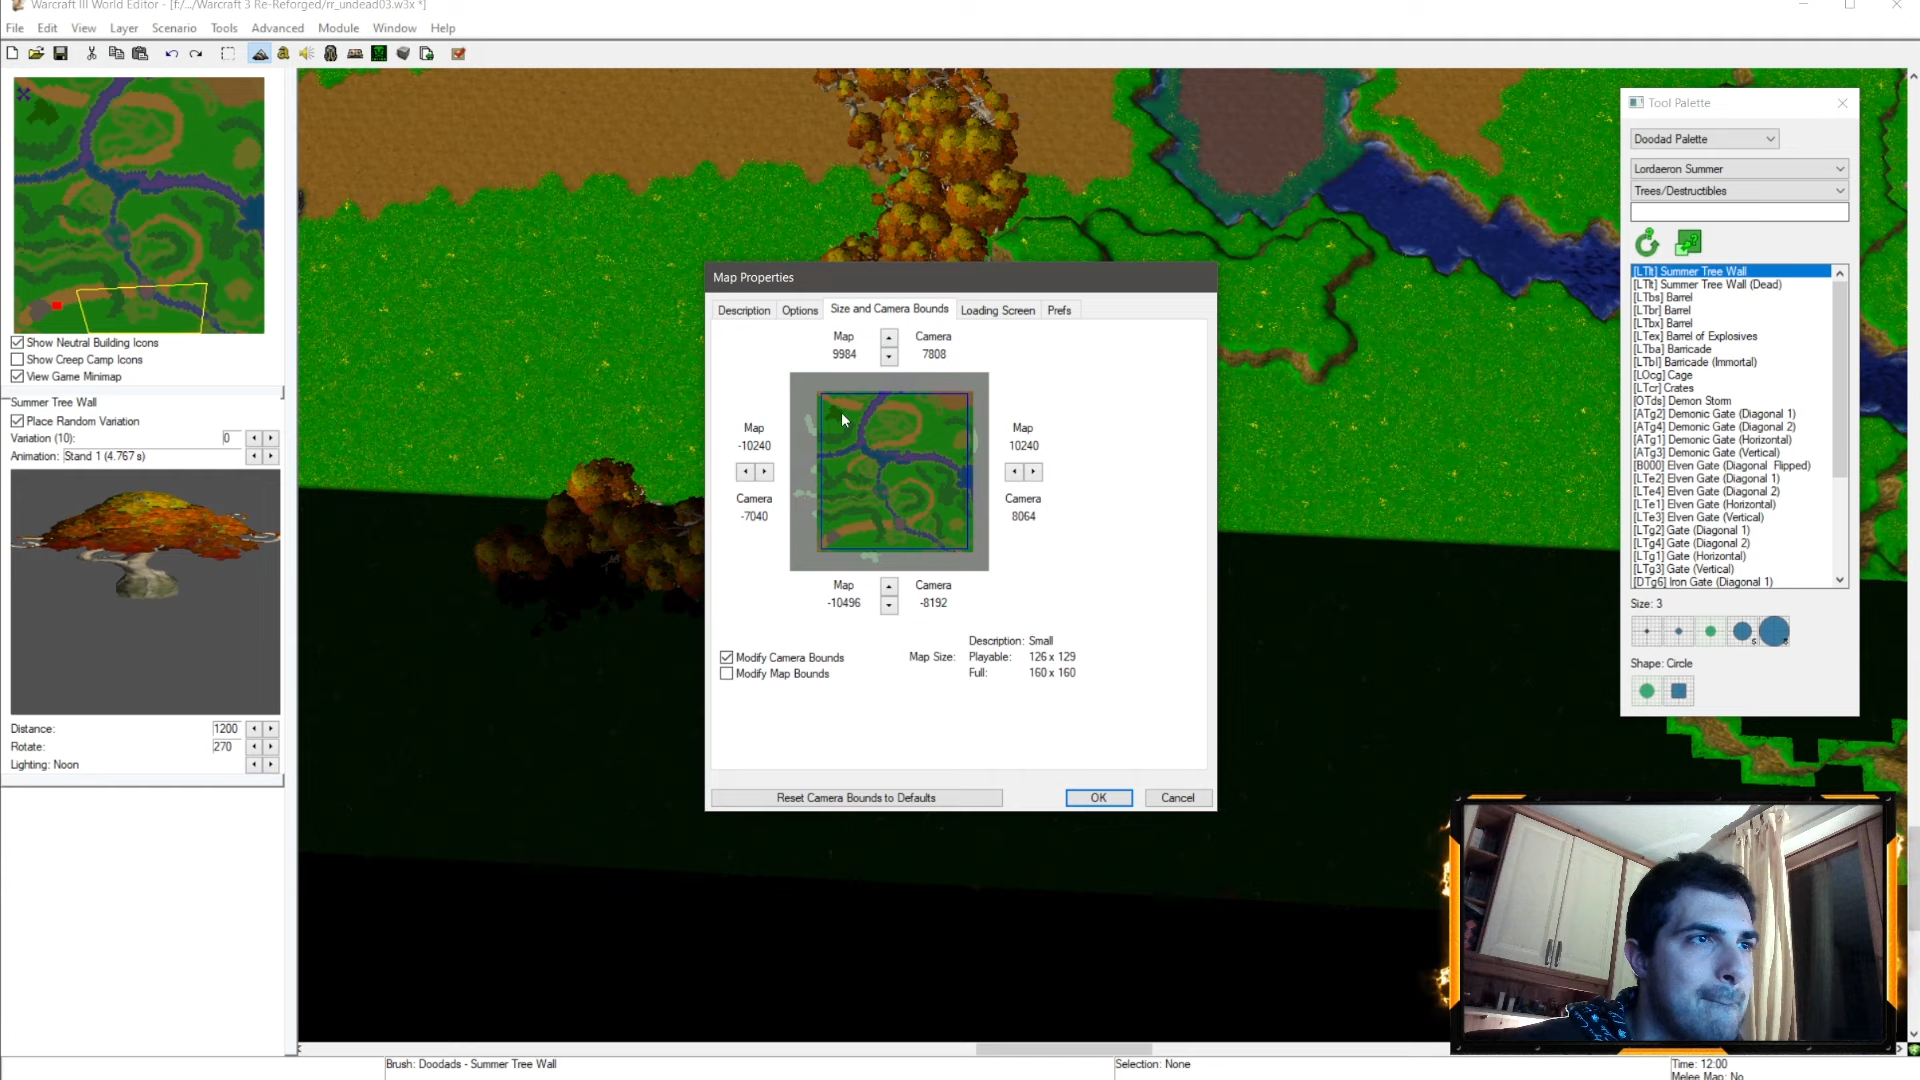 Warcraft III World Editor - [f:/.../Warcraft 3 Re-Reforged/rr_undead03.w3x *]
File Edit View Layer Scenario Tools Advanced Module Window Help
Show Neutral Building Icons
Show Creep Camp Icons
View Game Minimap
Summer Tree Wall
Place Random Variation
Variation (10): 0
Animation: Stand 1 (4.767 s)
Distance: 1200
Rotate: 270
Lighting: Noon
Map Properties
Description Options Size and Camera Bounds Loading Screen Prefs
Map Camera
9984 7808
Map
-10240
Camera
-7040
Map
10240
Camera
8064
Map Camera
-10496 -8192
Description: Small
Map Size: Playable: 126 x 129
Full: 160 x 160
Modify Camera Bounds
Modify Map Bounds
Reset Camera Bounds to Defaults OK Cancel
Tool Palette
Doodad Palette
Lordaeron Summer
Trees/Destructibles
[LTlt] Summer Tree Wall
[LTlt] Summer Tree Wall (Dead)
[LTbs] Barrel
[LTbr] Barrel
[LTbx] Barrel
[LTex] Barrel of Explosives
[LTba] Barricade
[LTbl] Barricade (Immortal)
[LOcg] Cage
[LTcr] Crates
[OTds] Demon Storm
[ATg2] Demonic Gate (Diagonal 1)
[ATg4] Demonic Gate (Diagonal 2)
[ATg1] Demonic Gate (Horizontal)
[ATg3] Demonic Gate (Vertical)
[B000] Elven Gate (Diagonal Flipped)
[LTe2] Elven Gate (Diagonal 1)
[LTe4] Elven Gate (Diagonal 2)
[LTe1] Elven Gate (Horizontal)
[LTe3] Elven Gate (Vertical)
[LTg2] Gate (Diagonal 1)
[LTg4] Gate (Diagonal 2)
[LTg1] Gate (Horizontal)
[LTg3] Gate (Vertical)
[DTg6] Iron Gate (Diagonal 1)
Size: 3
Shape: Circle
Brush: Doodads - Summer Tree Wall
Selection: None
Time: 12:00
Melee Map: No